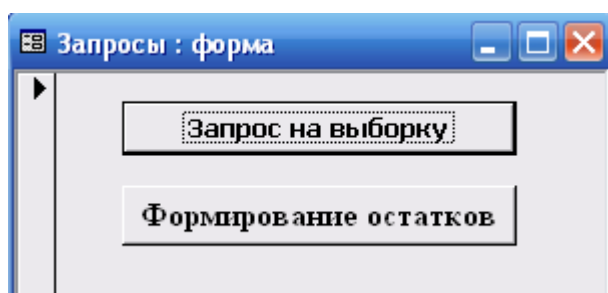 Запросы : форма
Запрос на выборку
Формирование остатков